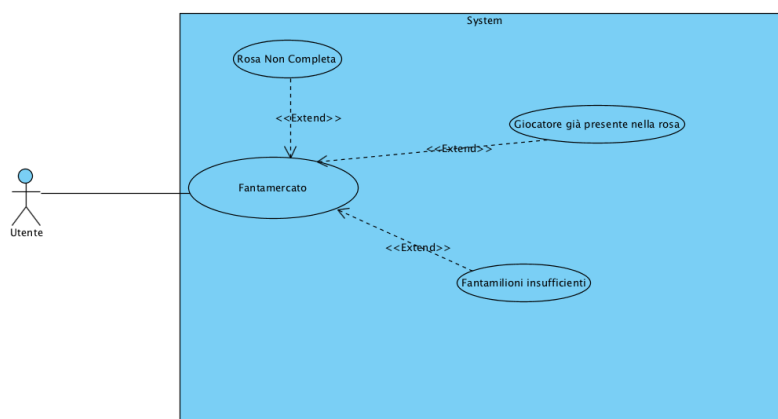 System
Rosa Non Completa
<<Extend>>
Giocatore già presente nella rosa
<<Extend>>
Fantamercato
Utente
<<Extend>>
Fantamilioni insufficienti